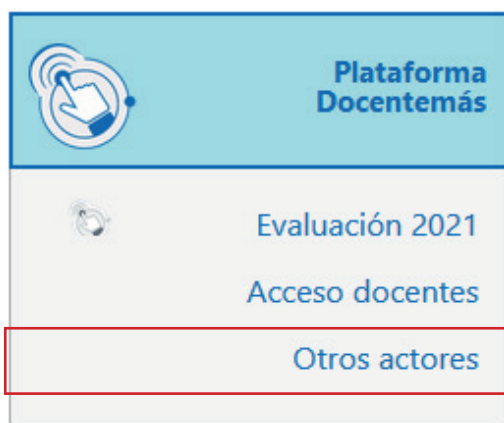 Plataforma
Docentemás
Evaluación 2021
Acceso docentes
Otros actores